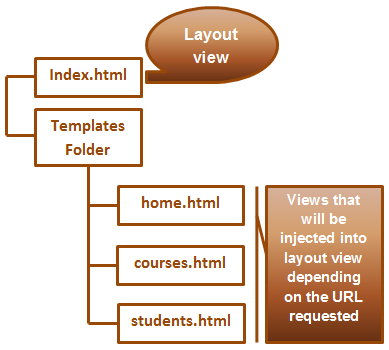 Layout
view
Index.html
Templates
Folder
home.html
courses.html
students.html
Views that
will be
injected into
layout view
depending
on the URL
requested